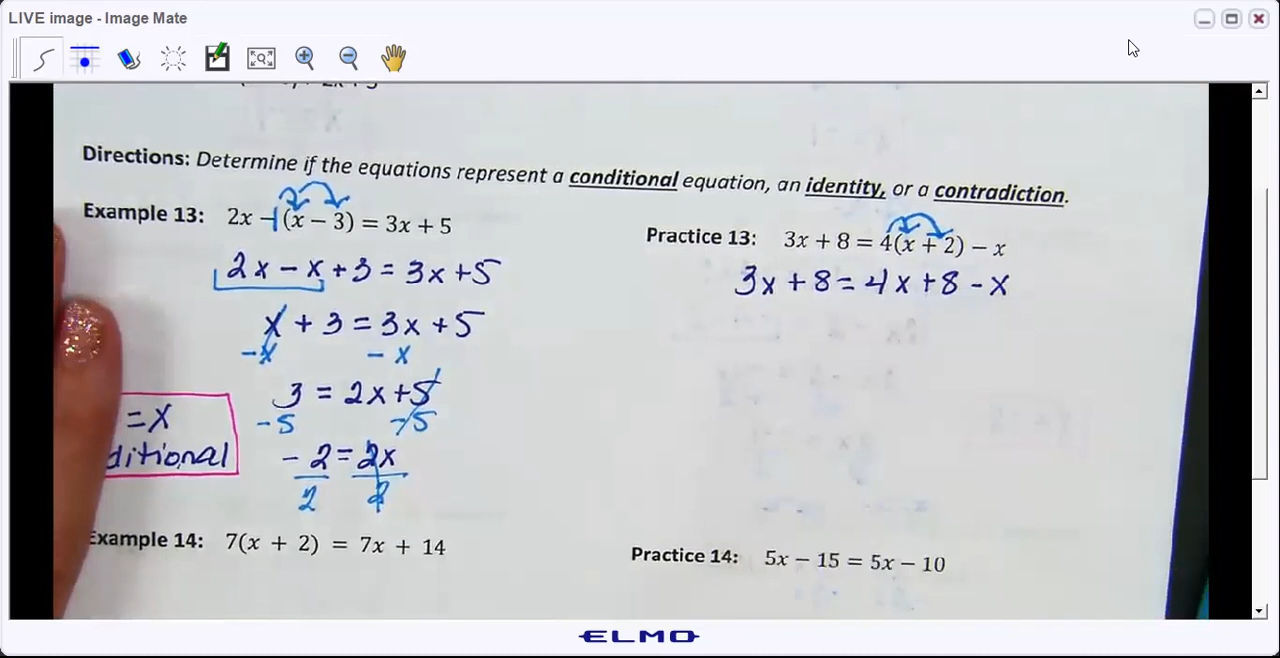 LIVE image - Image Mate
Directions: Determine if the equations represent a conditional equation, an identity, or a contradiction.
Example 13: 2x -1(x − 3) = 3x + 5
2x - x + 3 = 3x + 5
x + 3 = 3x + 5
-x - x
3 = 2x + 5
-5 -5
-2 = 2x
2 2
= x
ditional
Practice 13: 3x + 8 = 4(x + 2) − x
3x + 8 = 4x + 8 - x
Example 14: 7(x + 2) = 7x + 14
Practice 14: 5x − 15 = 5x − 10
ELMO